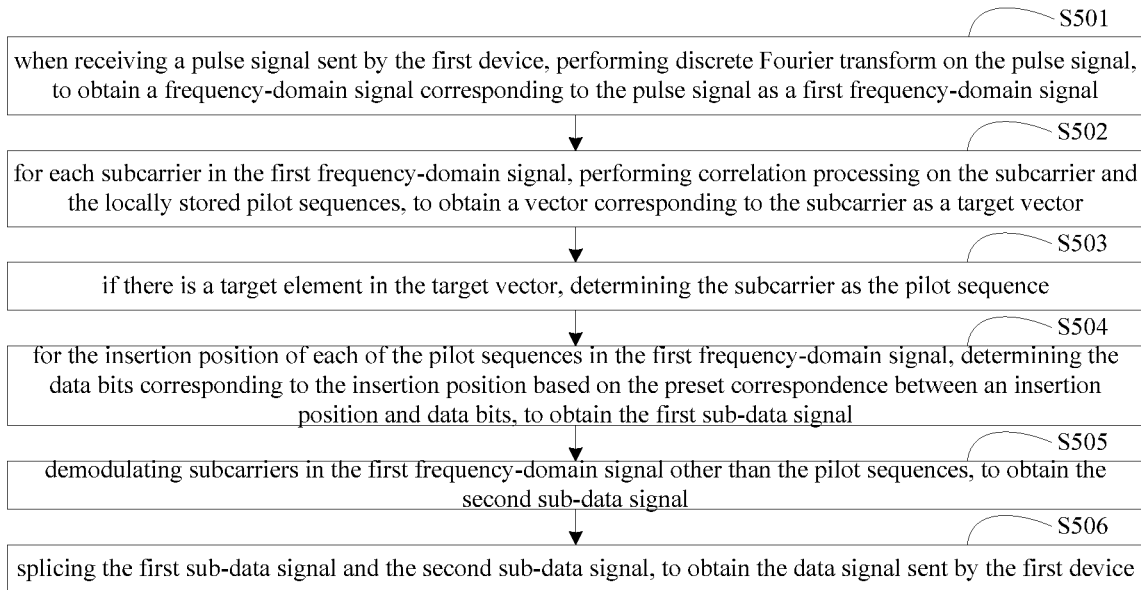 S501
when receiving a pulse signal sent by the first device, performing discrete Fourier transform on the pulse signal,
to obtain a frequency-domain signal corresponding to the pulse signal as a first frequency-domain signal
S502
for each subcarrier in the first frequency-domain signal, performing correlation processing on the subcarrier and
the locally stored pilot sequences, to obtain a vector corresponding to the subcarrier as a target vector
S503
if there is a target element in the target vector, determining the subcarrier as the pilot sequence
S504
for the insertion position of each of the pilot sequences in the first frequency-domain signal, determining the
data bits corresponding to the insertion position based on the preset correspondence between an insertion
position and data bits, to obtain the first sub-data signal
S505
demodulating subcarriers in the first frequency-domain signal other than the pilot sequences, to obtain the
second sub-data signal
S506
splicing the first sub-data signal and the second sub-data signal, to obtain the data signal sent by the first device